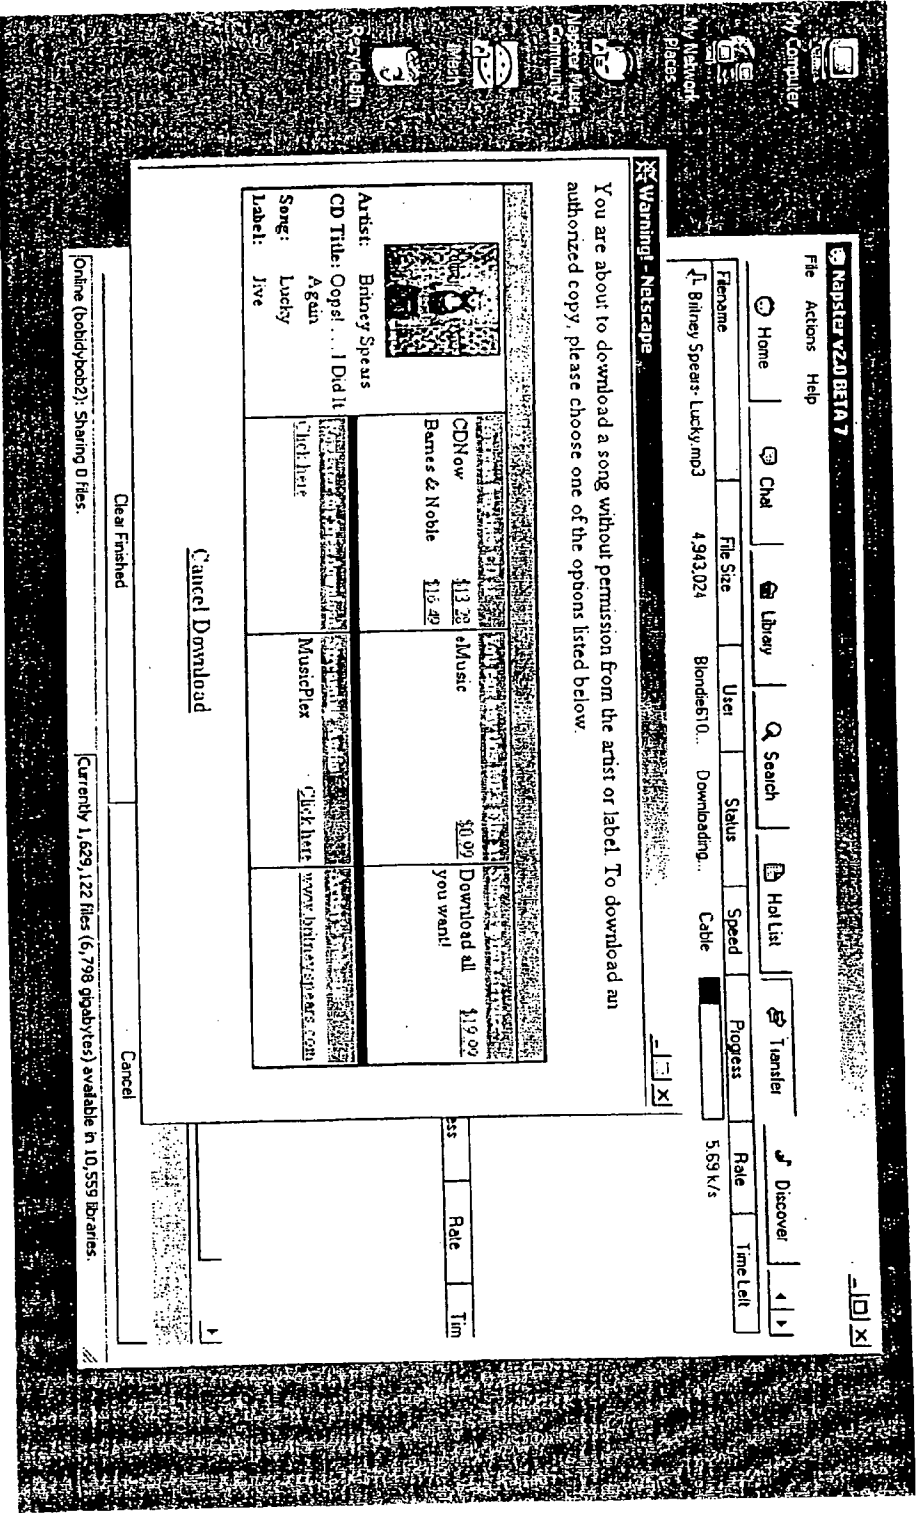 My Computer
My Network
Places
Napster Music
Community
Recycle Bin
Napster v2.0 BETA 7
File Actions Help
Home Chat Library Search Hot List Transfer Discover
Filename File Size User Status Speed Progress Rate Time Left
Britney Spears- Lucky.mp3 4,943,024 Blondie610... Downloading... Cable 5.69 k/s
Warning! - Netscape
You are about to download a song without permission from the artist or label. To download an
authorized copy, please choose one of the options listed below.
Artist: Britney Spears
CD Title: Oops! . . . I Did It
Again
Song: Lucky
Label: Jive
CDNow
Barnes & Noble $16.49
eMusic $0.99
Download all
you want! $19.99
Click here
MusicPlex Click here
www.britneyspears.com
Cancel Download
ess Rate Tim
Clear Finished Cancel
Online (bobidybob2): Sharing 0 files.
Currently 1,629,122 files (6,798 gigabytes) available in 10,559 libraries.